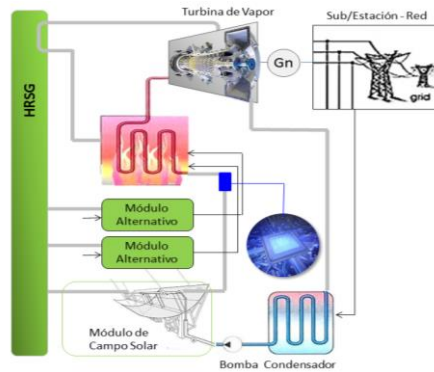 Turbina de Vapor
Sub/Estación - Red
HRSG
Gn
grid
Módulo
Alternativo
Módulo
Alternativo
Módulo de
Campo Solar
Bomba Condensador